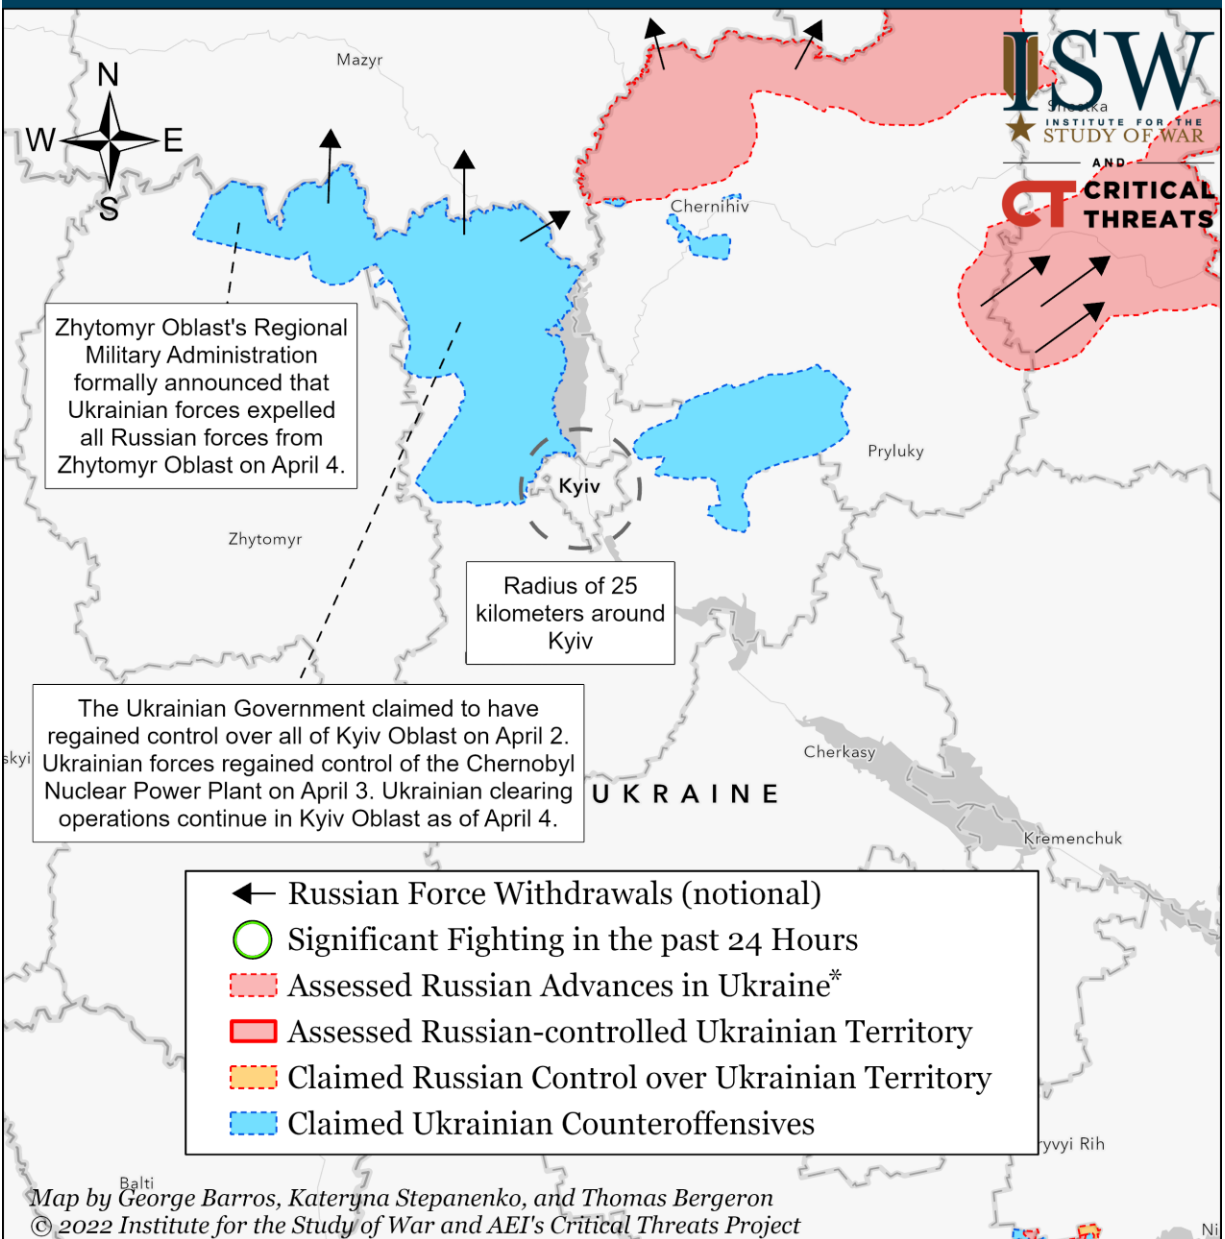 Mazyr
N
W E
S
ISW
Shostka
INSTITUTE FOR THE
STUDY OF WAR
AND
CT CRITICAL
THREATS
Chernihiv
Zhytomyr Oblast's Regional
Military Administration
formally announced that
Ukrainian forces expelled
all Russian forces from
Zhytomyr Oblast on April 4.
Pryluky
Kyiv
Zhytomyr
Radius of 25
kilometers around
Kyiv
The Ukrainian Government claimed to have
regained control over all of Kyiv Oblast on April 2.
Ukrainian forces regained control of the Chernobyl
Nuclear Power Plant on April 3. Ukrainian clearing
operations continue in Kyiv Oblast as of April 4.
skyi
Cherkasy
UKRAINE
Kremenchuk
Russian Force Withdrawals (notional)
Significant Fighting in the past 24 Hours
Assessed Russian Advances in Ukraine*
Assessed Russian-controlled Ukrainian Territory
Claimed Russian Control over Ukrainian Territory
Claimed Ukrainian Counteroffensives
ryvyi Rih
Balti
Map by George Barros, Kateryna Stepanenko, and Thomas Bergeron
© 2022 Institute for the Study of War and AEI's Critical Threats Project
Ni